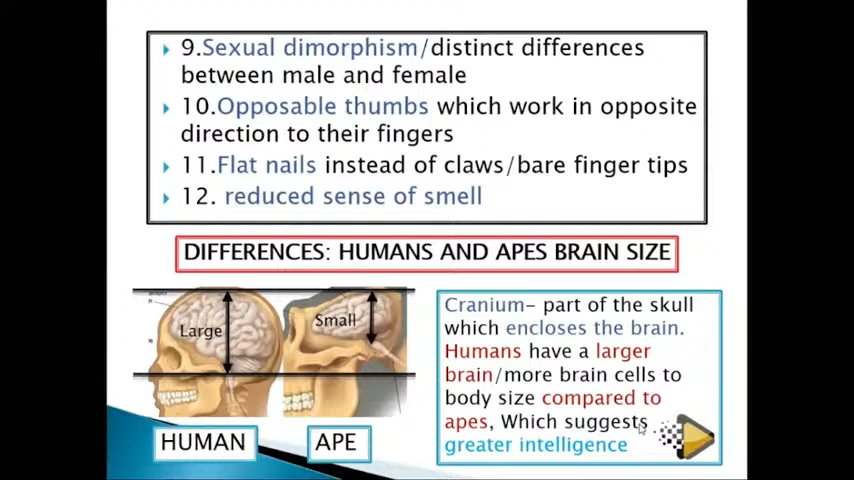 9.Sexual dimorphism/distinct differences
between male and female
10.Opposable thumbs which work in opposite
direction to their fingers
11.Flat nails instead of claws/bare finger tips
12. reduced sense of smell
DIFFERENCES: HUMANS AND APES BRAIN SIZE
Large
Small
HUMAN
APE
Cranium- part of the skull
which encloses the brain.
Humans have a larger
brain/more brain cells to
body size compared to
apes, Which suggests
greater intelligence